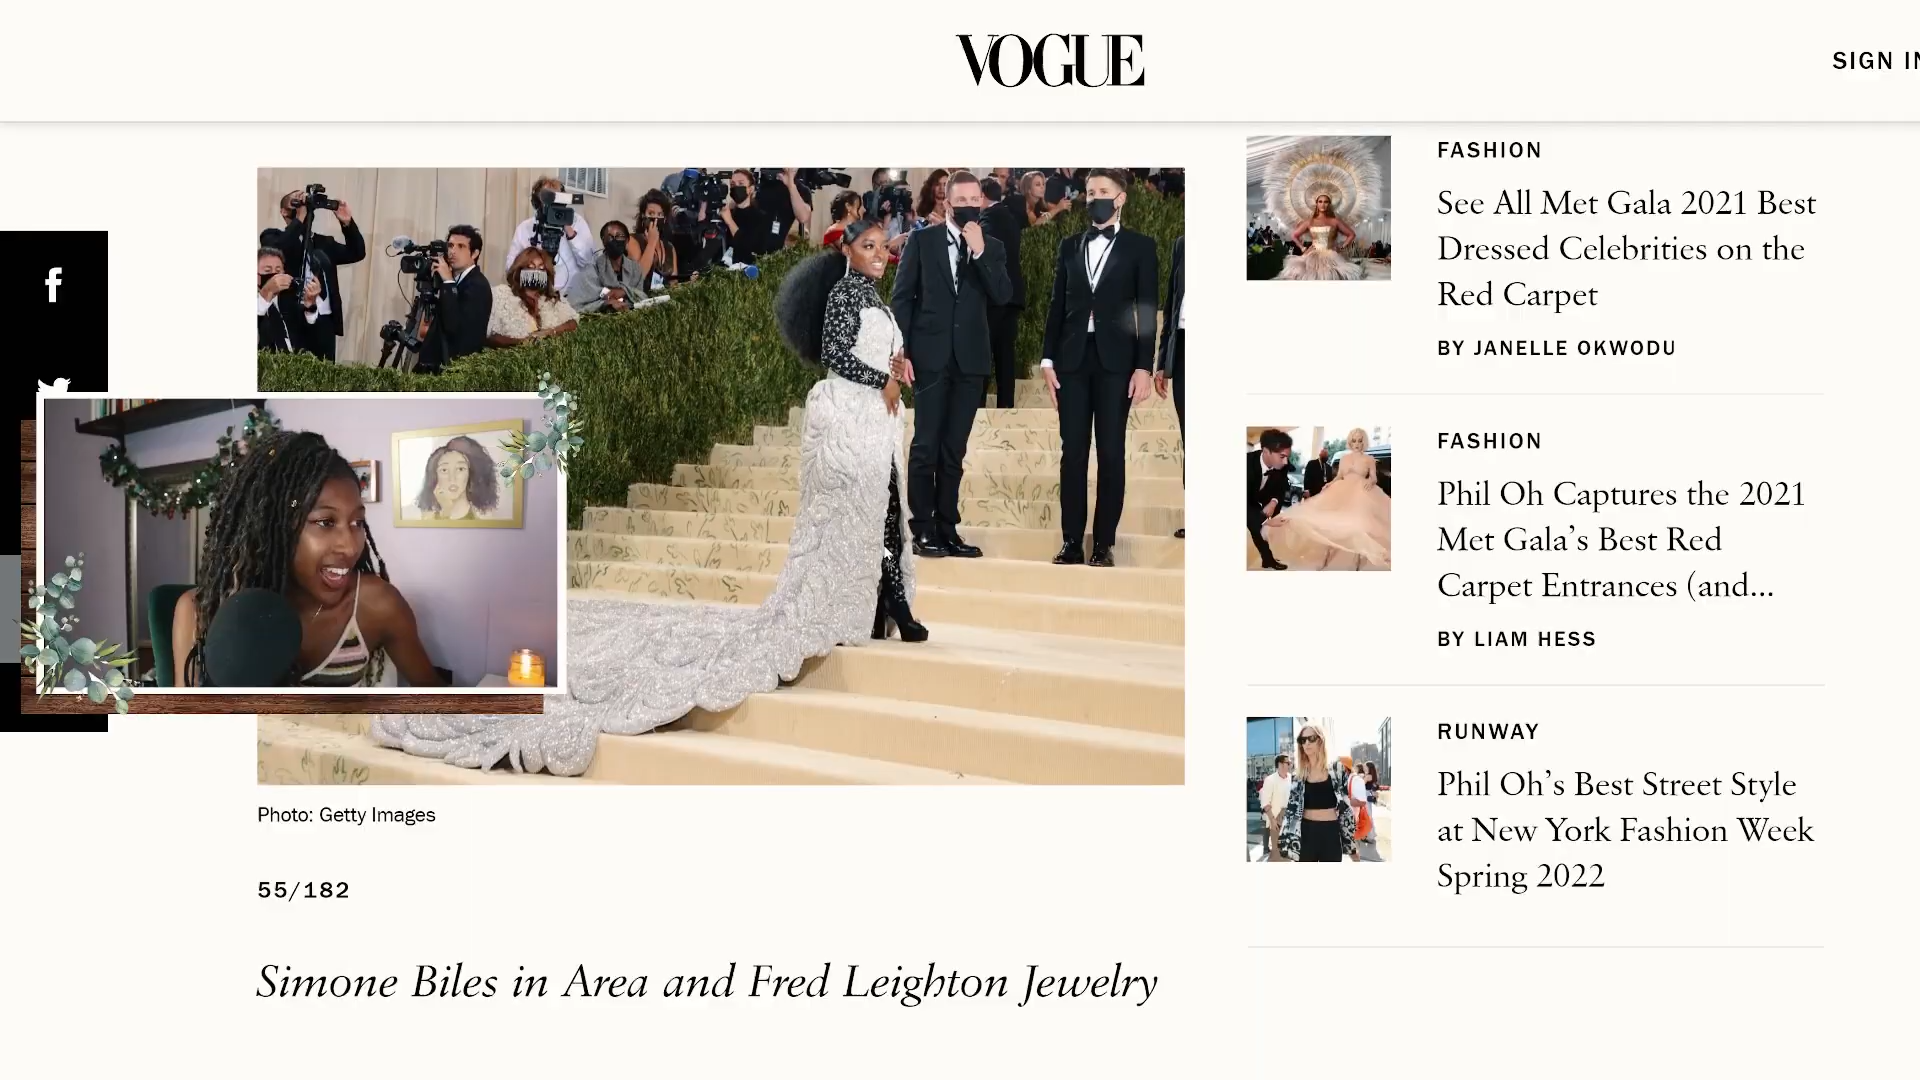 VOGUE
SIGN IN
FASHION
See All Met Gala 2021 Best
Dressed Celebrities on the
Red Carpet
BY JANELLE OKWODU
FASHION
Phil Oh Captures the 2021
Met Gala’s Best Red
Carpet Entrances (and...
BY LIAM HESS
RUNWAY
Phil Oh’s Best Street Style
at New York Fashion Week
Spring 2022
Photo: Getty Images
55/182
Simone Biles in Area and Fred Leighton Jewelry